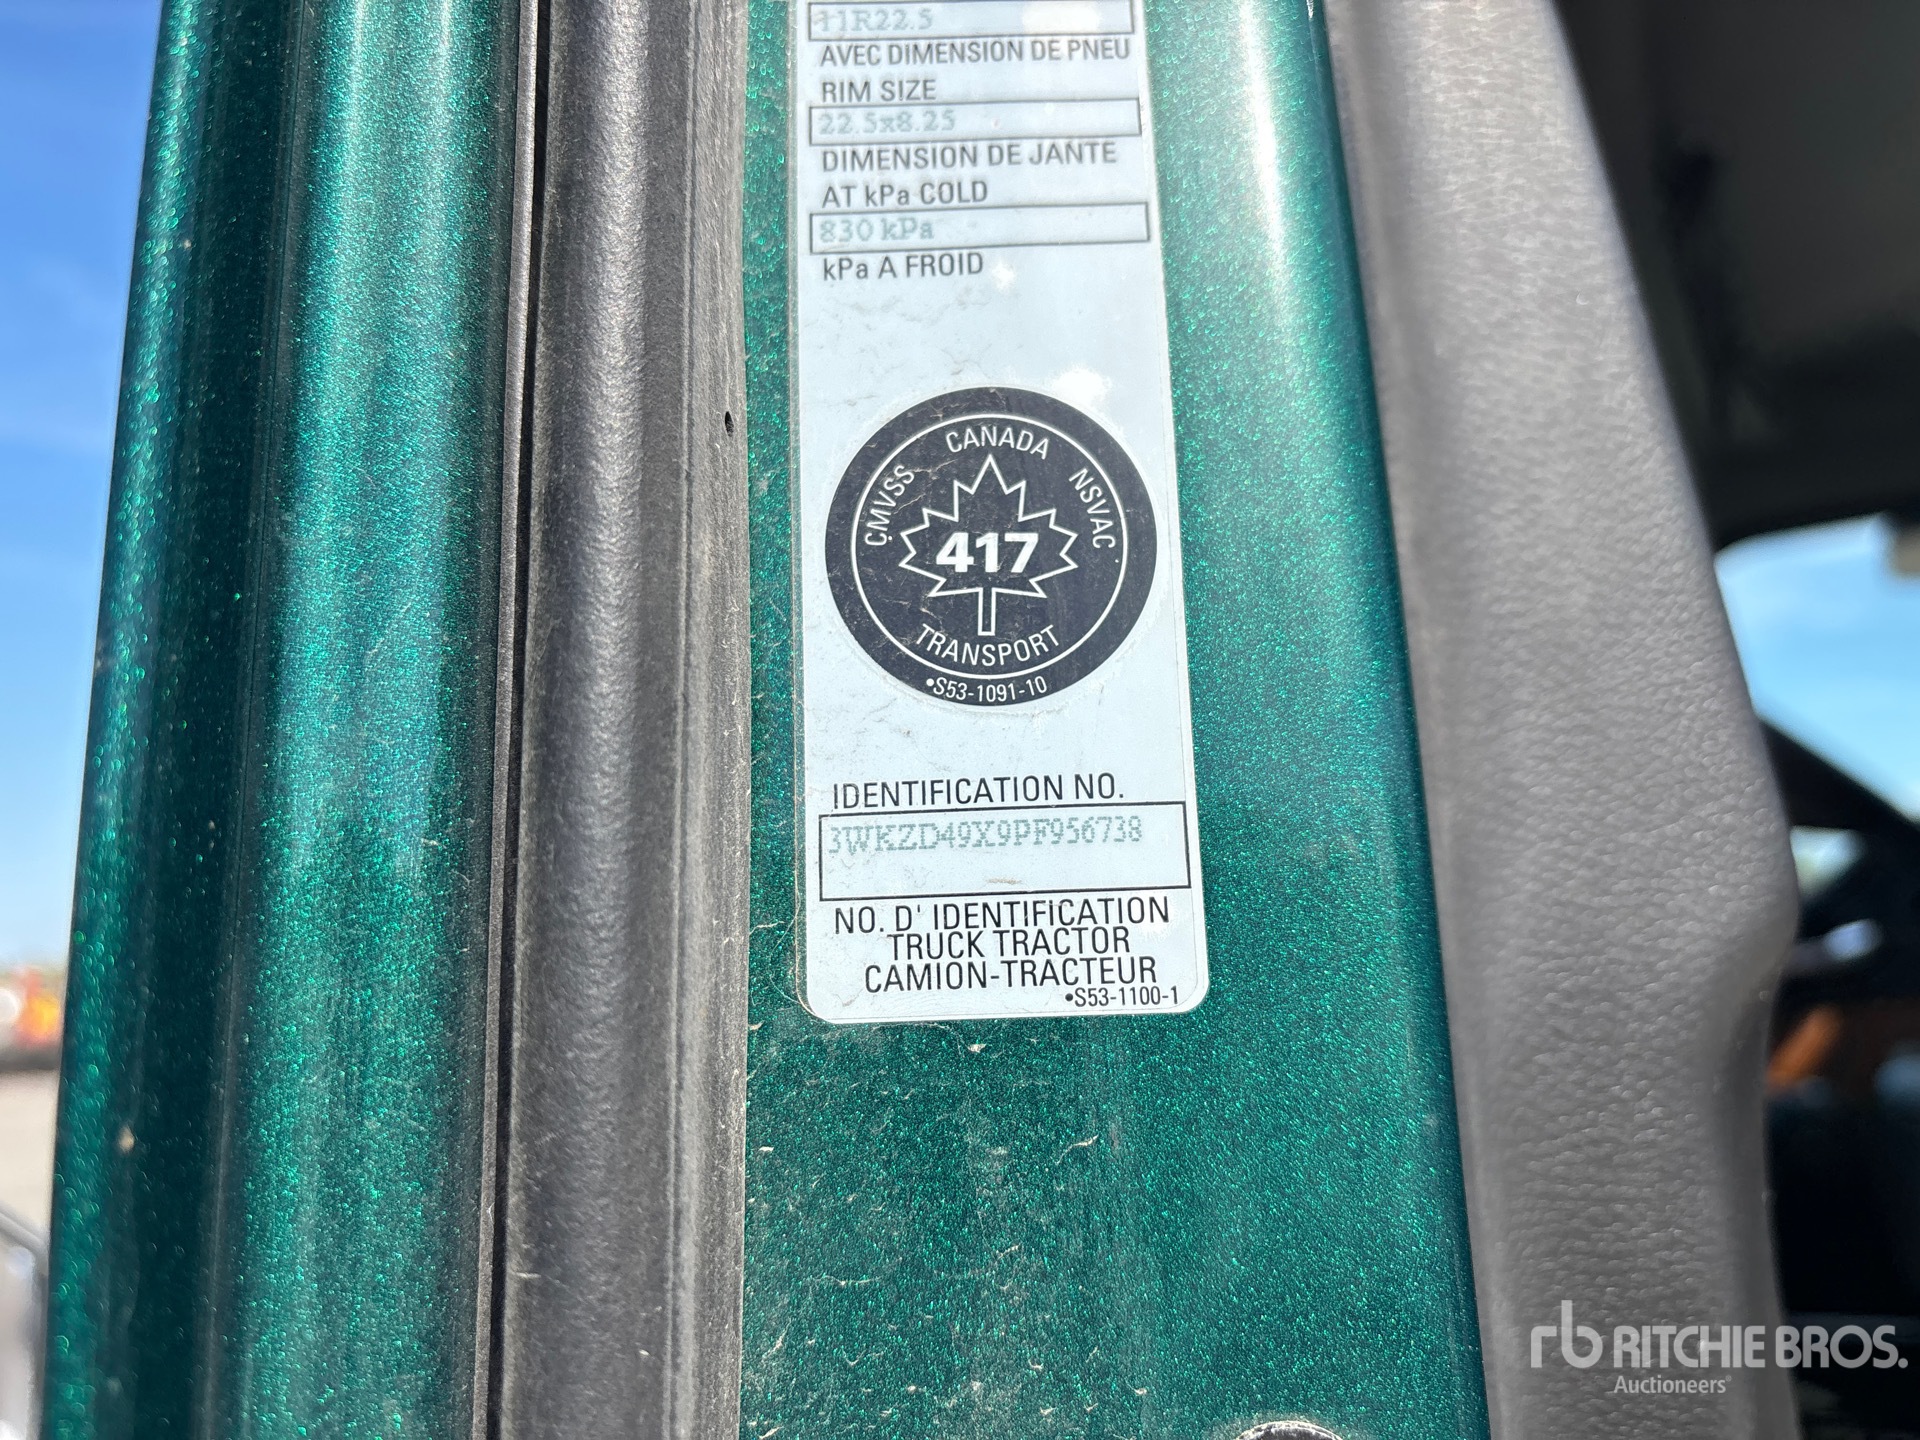 11R22.5
AVEC DIMENSION DE PNEU
RIM SIZE
22.5x8.25
DIMENSION DE JANTE
AT kPa COLD
830 kPa
kPa A FROID
CMVSS CANADA NSVAC
417
TRANSPORT
•S53-1091-10
IDENTIFICATION NO.
3WKZD49X9PF956738
NO. D' IDENTIFICATION
TRUCK TRACTOR
CAMION-TRACTEUR
•S53-1100-1
rb RITCHIE BROS.
Auctioneers